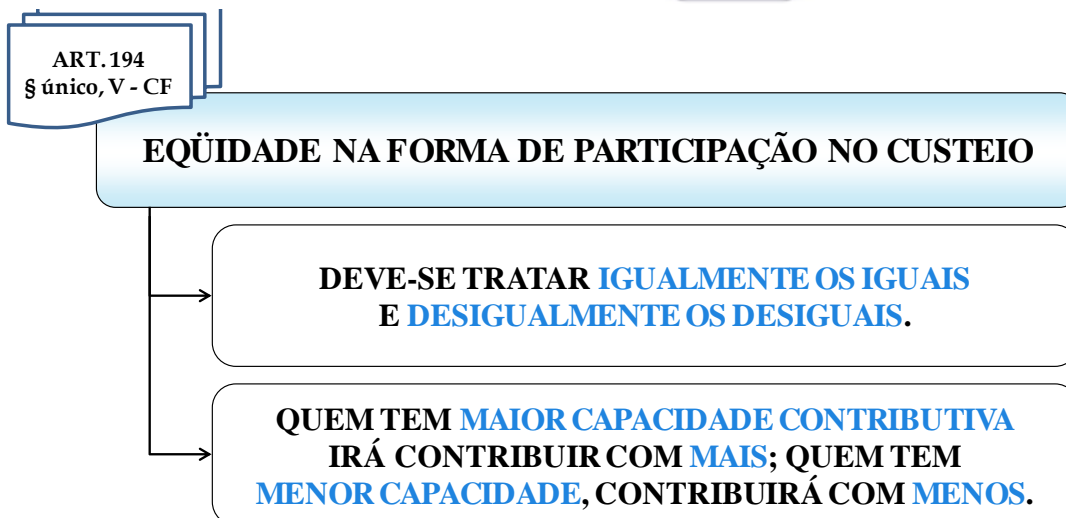 ART. 194
§ único, V - CF
EQÜIDADE NA FORMA DE PARTICIPAÇÃO NO CUSTEIO
DEVE-SE TRATAR IGUALMENTE OS IGUAIS
E DESIGUALMENTE OS DESIGUAIS.
QUEM TEM MAIOR CAPACIDADE CONTRIBUTIVA
IRÁ CONTRIBUIR COM MAIS; QUEM TEM
MENOR CAPACIDADE, CONTRIBUIRÁ COM MENOS.